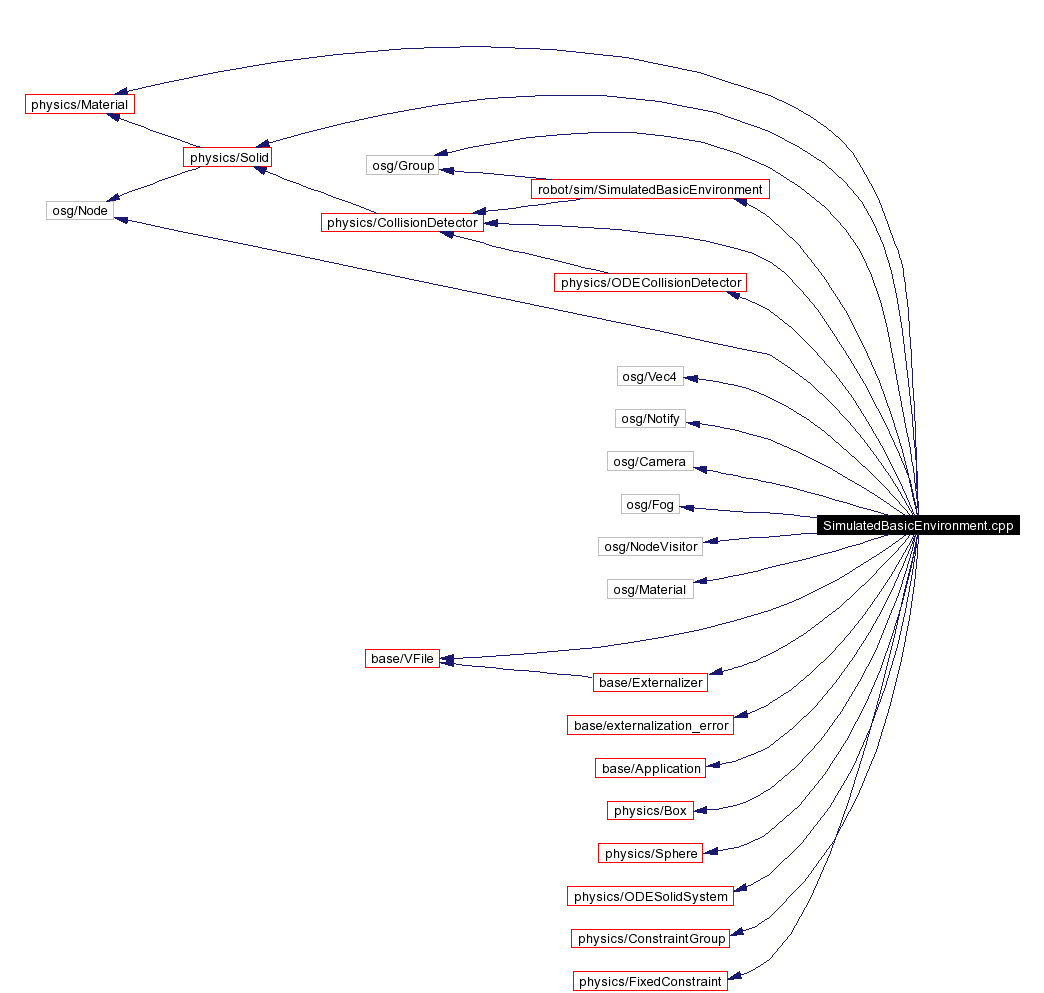 physics/Material
physics/Solid
osg/Group
robot/sim/SimulatedBasicEnvironment
osg/Node
physics/CollisionDetector
physics/ODECollisionDetector
osg/Vec4
osg/Notify
osg/Camera
osg/Fog
SimulatedBasicEnvironment.cpp
osg/NodeVisitor
osg/Material
base/VFile
base/Externalizer
base/externalization_error
base/Application
physics/Box
physics/Sphere
physics/ODESolidSystem
physics/ConstraintGroup
physics/FixedConstraint